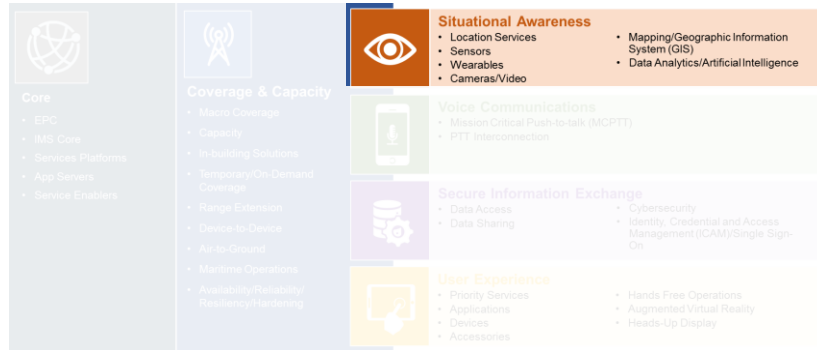 Core
• EPC
• IMS Core
• Services Platforms
• App Servers
• Service Enablers
Coverage & Capacity
• Macro Coverage
• Capacity
• In-building Solutions
• Temporary/On-Demand
Coverage
• Range Extension
• Device-to-Device
• Air-to-Ground
• Maritime Operations
• Availability/Reliability/
Resiliency/Hardening
Situational Awareness
• Location Services
• Sensors
• Wearables
• Cameras/Video
• Mapping/Geographic Information
System (GIS)
• Data Analytics/Artificial Intelligence
Voice Communications
• Mission Critical Push-to-talk (MCPTT)
• PTT Interconnection
Secure Information Exchange
• Data Access
• Data Sharing
• Cybersecurity
• Identity, Credential and Access
Management (ICAM)/Single Sign-
On
User Experience
• Priority Services
• Applications
• Devices
• Accessories
• Hands Free Operations
• Augmented Virtual Reality
• Heads-Up Display